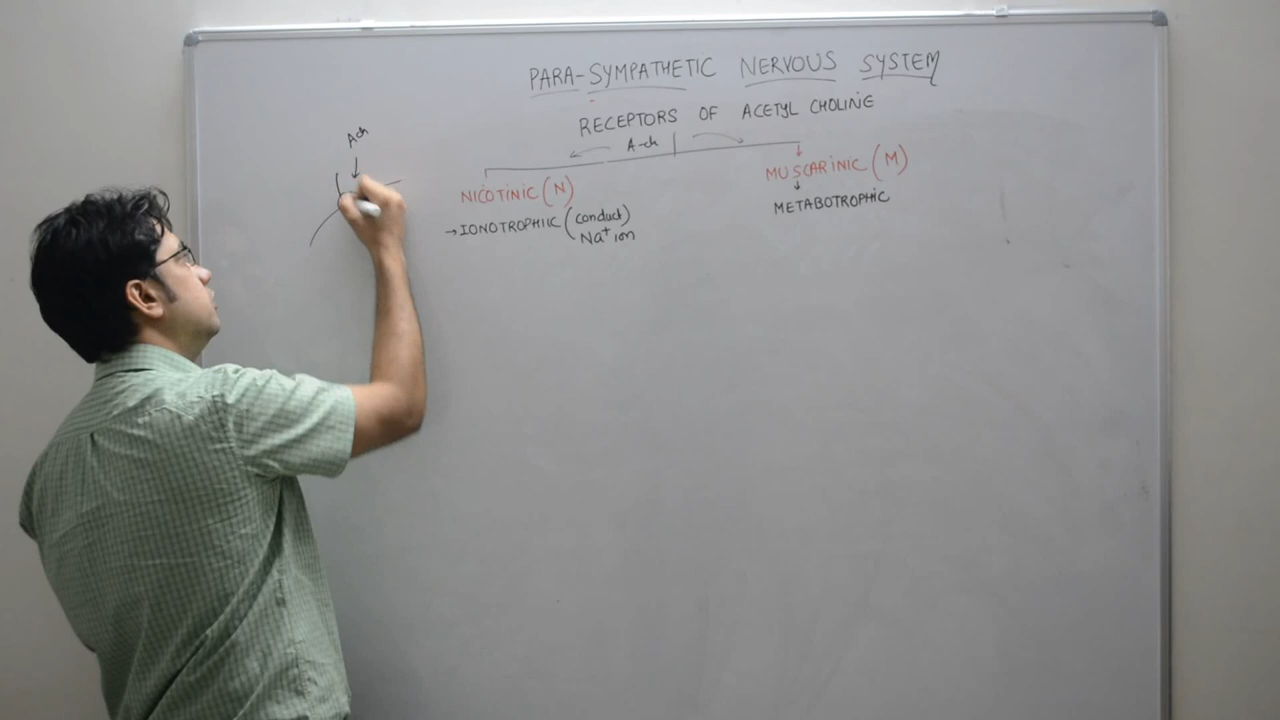 PARA-SYMPATHETIC NERVOUS SYSTEM
RECEPTORS OF ACETYL CHOLINE
A-ch
Ach
NICOTINIC (N)
→IONOTROPHIIC (conduct)
Na+ ion
MUSCARINIC (M)
METABOTROPHIC